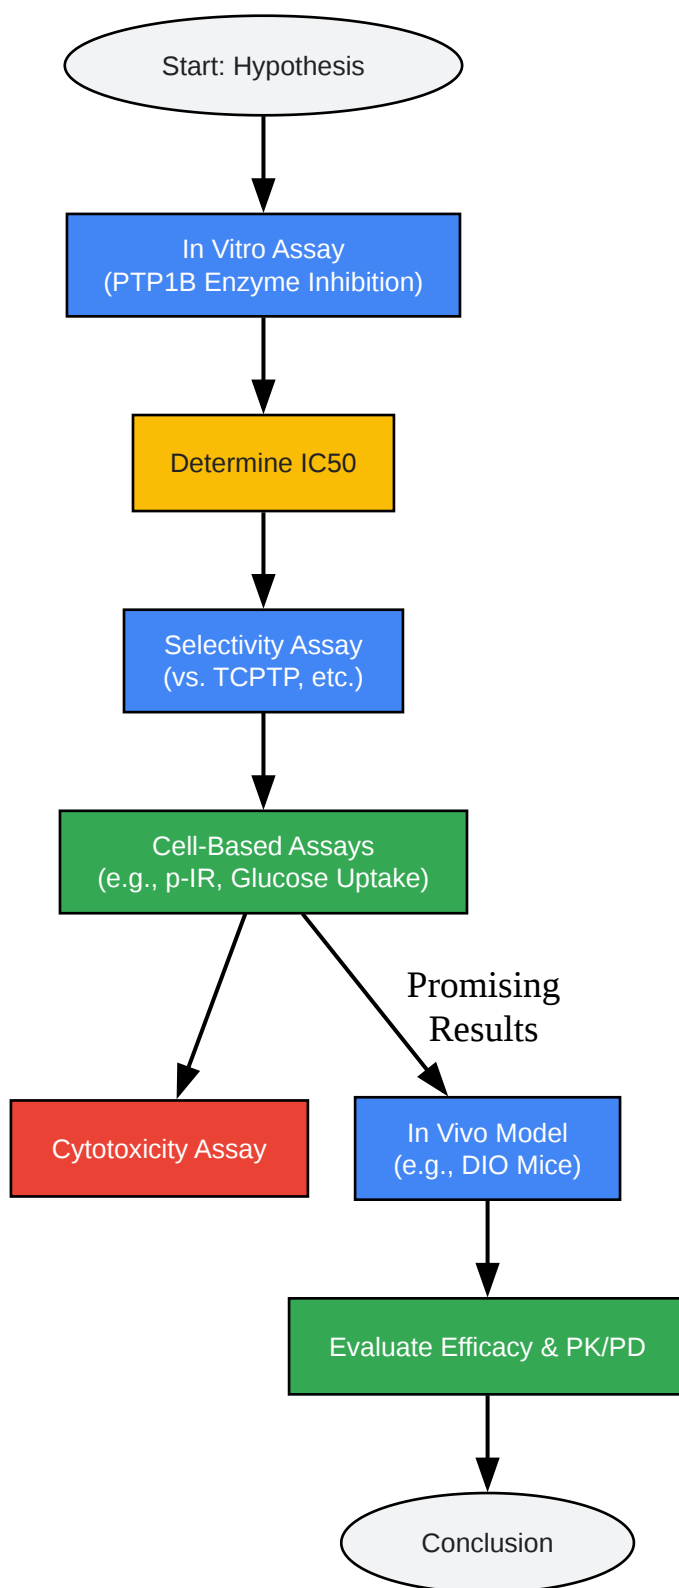 Start: Hypothesis
In Vitro Assay
(PTP1B Enzyme Inhibition)
Determine IC50
Selectivity Assay
(vs. TCPTP, etc.)
Cell-Based Assays
(e.g., p-IR, Glucose Uptake)
Promising
Results
Cytotoxicity Assay
In Vivo Model
(e.g., DIO Mice)
Evaluate Efficacy & PK/PD
Conclusion